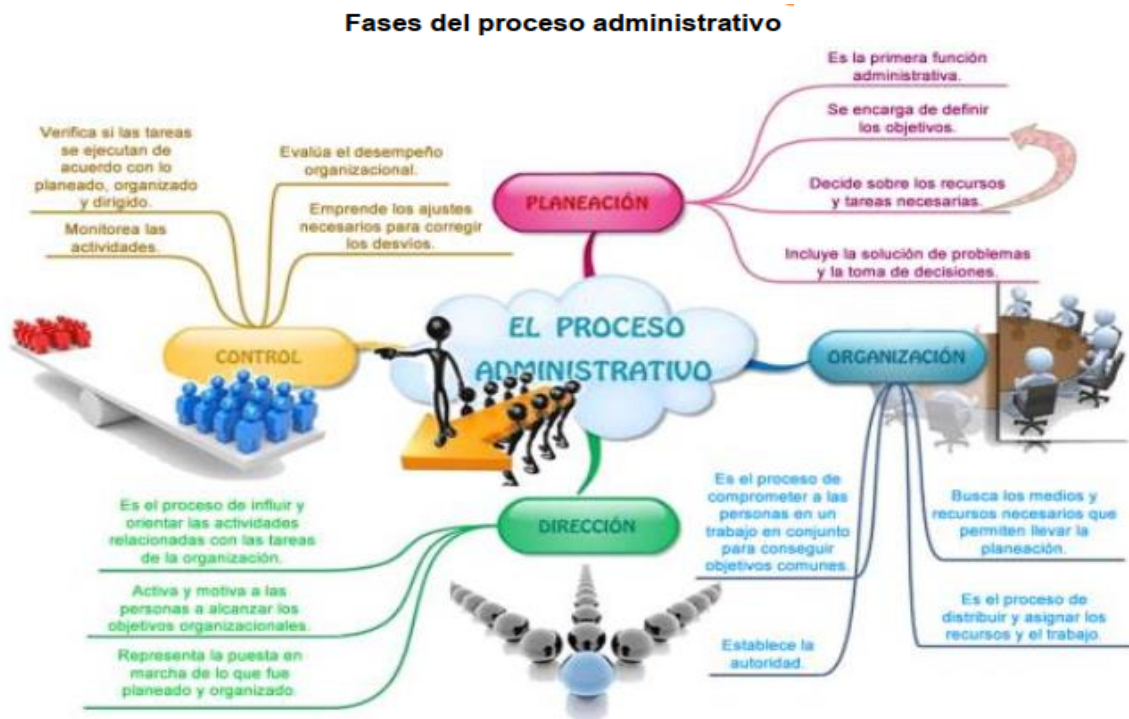 Fases del proceso administrativo
Es la primera función
administrativa.
Se encarga de definir
los objetivos.
Decide sobre los recursos
y tareas necesarias.
Incluye la solución de problemas
y la toma de decisiones.
PLANEACIÓN
Verifica si las tareas
se ejecutan de
acuerdo con lo
planeado, organizado
y dirigido.
Monitorea las
actividades.
Evalúa el desempeño
organizacional.
Emprende los ajustes
necesarios para corregir
los desvíos.
CONTROL
EL PROCESO
ADMINISTRATIVO
ORGANIZACIÓN
Es el proceso de
comprometer a las
personas en un
trabajo en conjunto
para conseguir
objetivos comunes.
Establece la
autoridad.
Busca los medios y
recursos necesarios que
permiten llevar la
planeación.
Es el proceso de
distribuir y asignar los
recursos y el trabajo.
DIRECCIÓN
Es el proceso de influir y
orientar las actividades
relacionadas con las tareas
de la organización.
Activa y motiva a las
personas a alcanzar los
objetivos organizacionales.
Representa la puesta en
marcha de lo que fue
planeado y organizado.